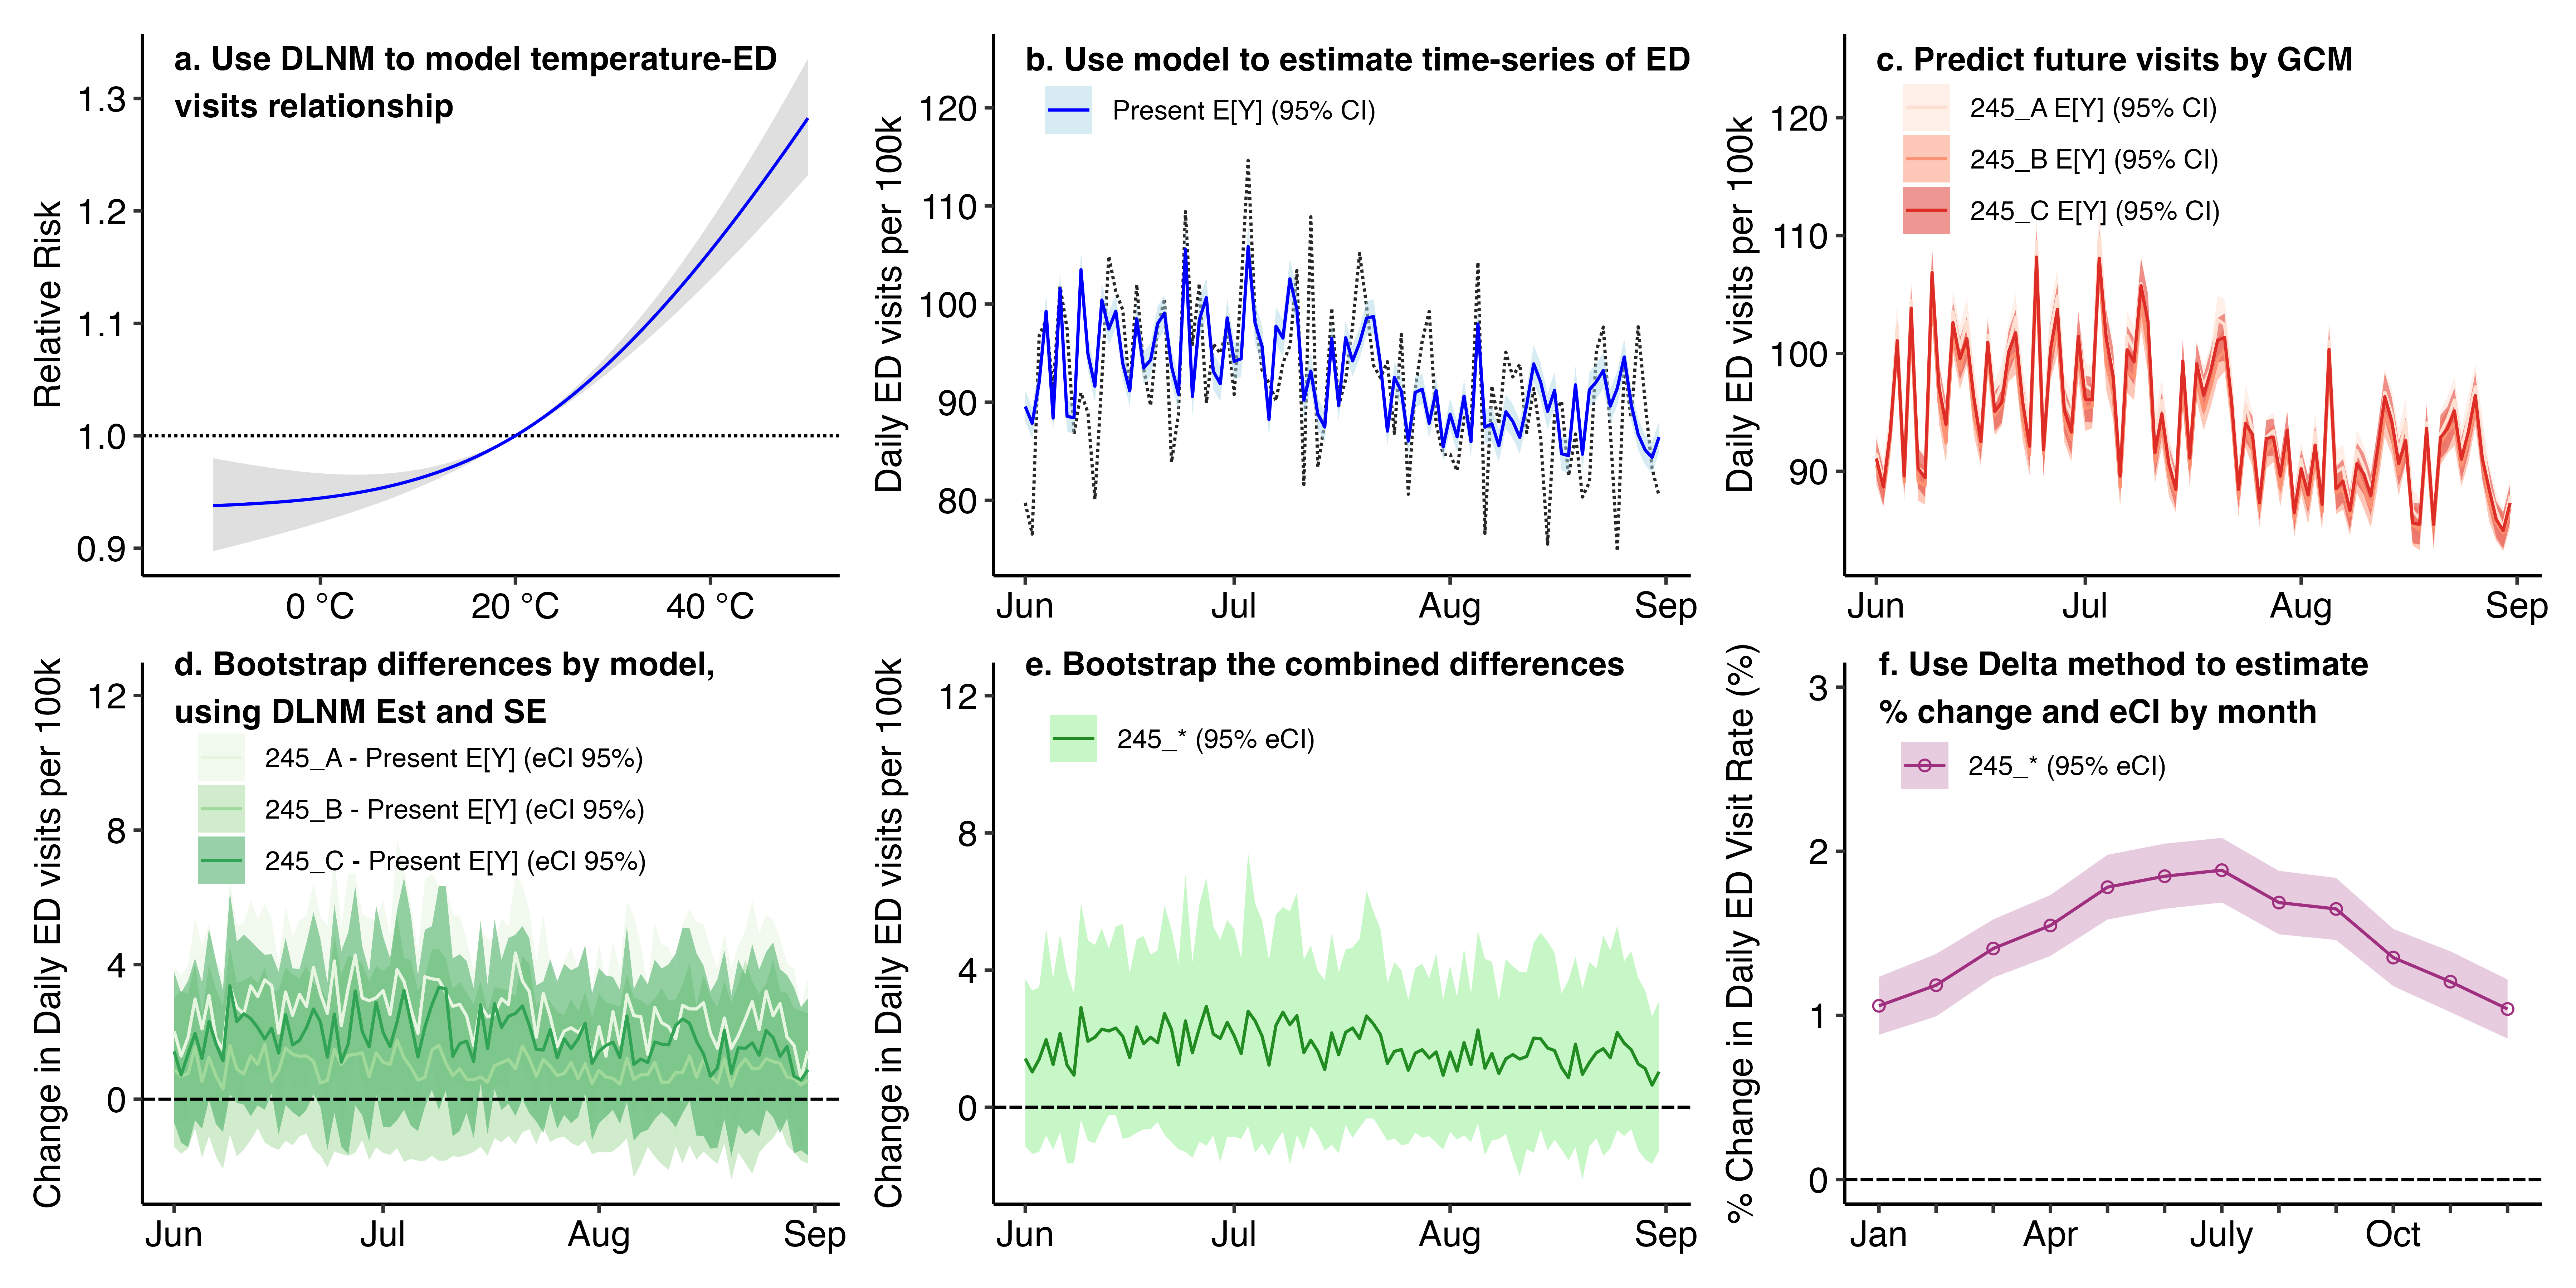 a. Use DLNM to model temperature-ED
visits relationship
Relative Risk
1.3
1.2
1.1
1.0
0.9
0 °C
20 °C
40 °C
b. Use model to estimate time-series of ED
Present E[Y] (95% CI)
Daily ED visits per 100k
120
110
100
90
80
Jun
Jul
Aug
Sep
c. Predict future visits by GCM
245_A E[Y] (95% CI)
245_B E[Y] (95% CI)
245_C E[Y] (95% CI)
Daily ED visits per 100k
120
110
100
90
Jun
Jul
Aug
Sep
d. Bootstrap differences by model,
using DLNM Est and SE
245_A - Present E[Y] (eCI 95%)
245_B - Present E[Y] (eCI 95%)
245_C - Present E[Y] (eCI 95%)
Change in Daily ED visits per 100k
12
8
4
0
Jun
Jul
Aug
Sep
e. Bootstrap the combined differences
245_* (95% eCI)
Change in Daily ED visits per 100k
12
8
4
0
Jun
Jul
Aug
Sep
f. Use Delta method to estimate
% change and eCI by month
245_* (95% eCI)
% Change in Daily ED Visit Rate (%)
3
2
1
0
Jan
Apr
July
Oct